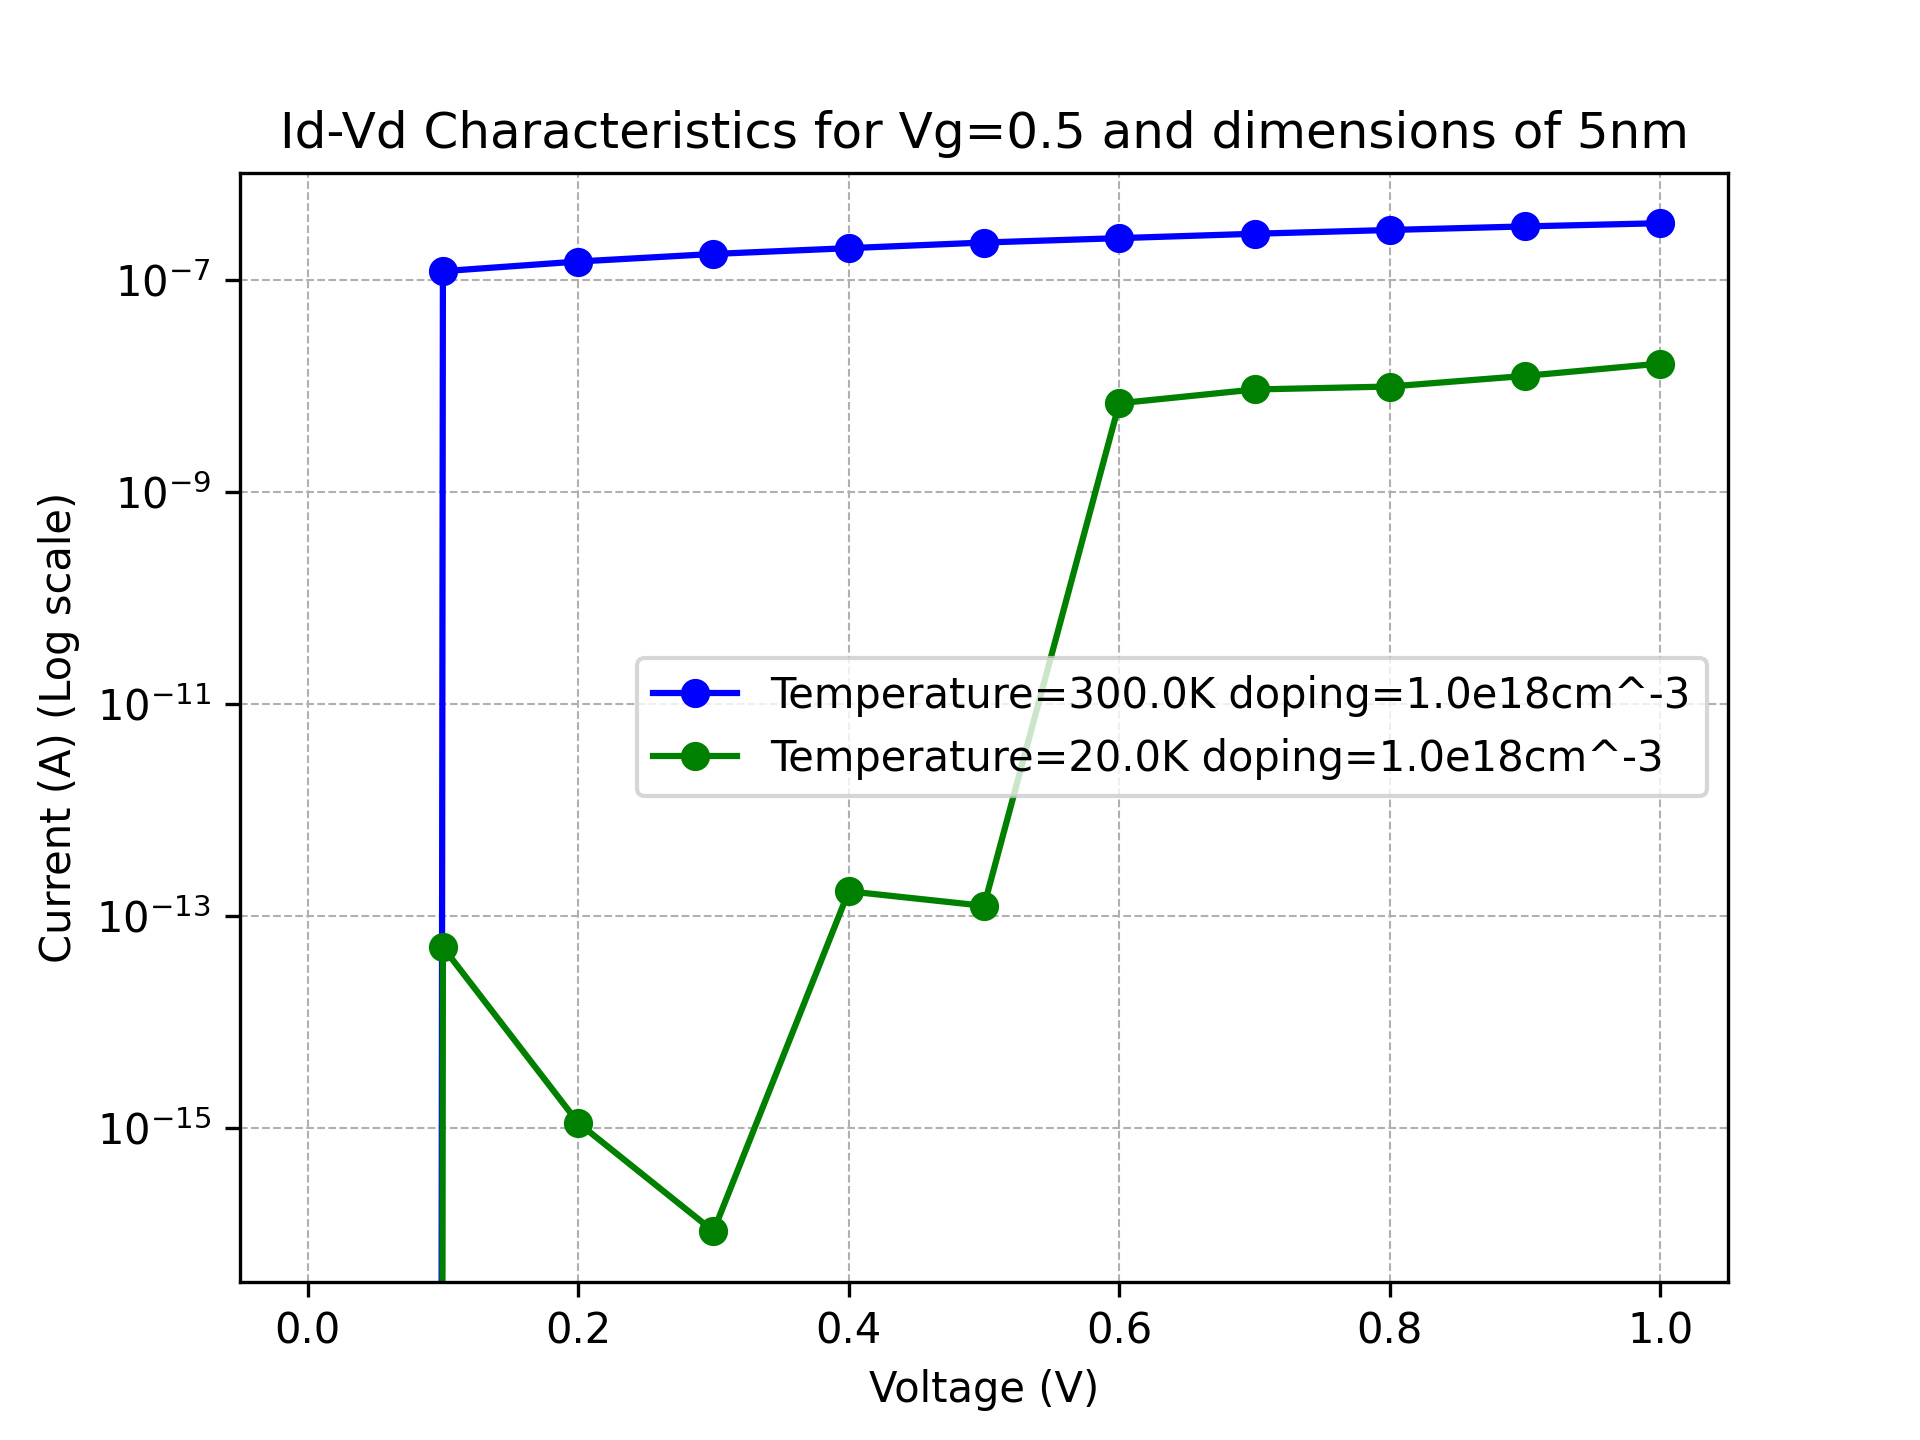 Id-Vd Characteristics for Vg=0.5 and dimensions of 5nm
Current (A) (Log scale)
10⁻⁷
10⁻⁹
10⁻¹¹
10⁻¹³
10⁻¹⁵
Temperature=300.0K doping=1.0e18cm^-3
Temperature=20.0K doping=1.0e18cm^-3
0.0 0.2 0.4 0.6 0.8 1.0
Voltage (V)